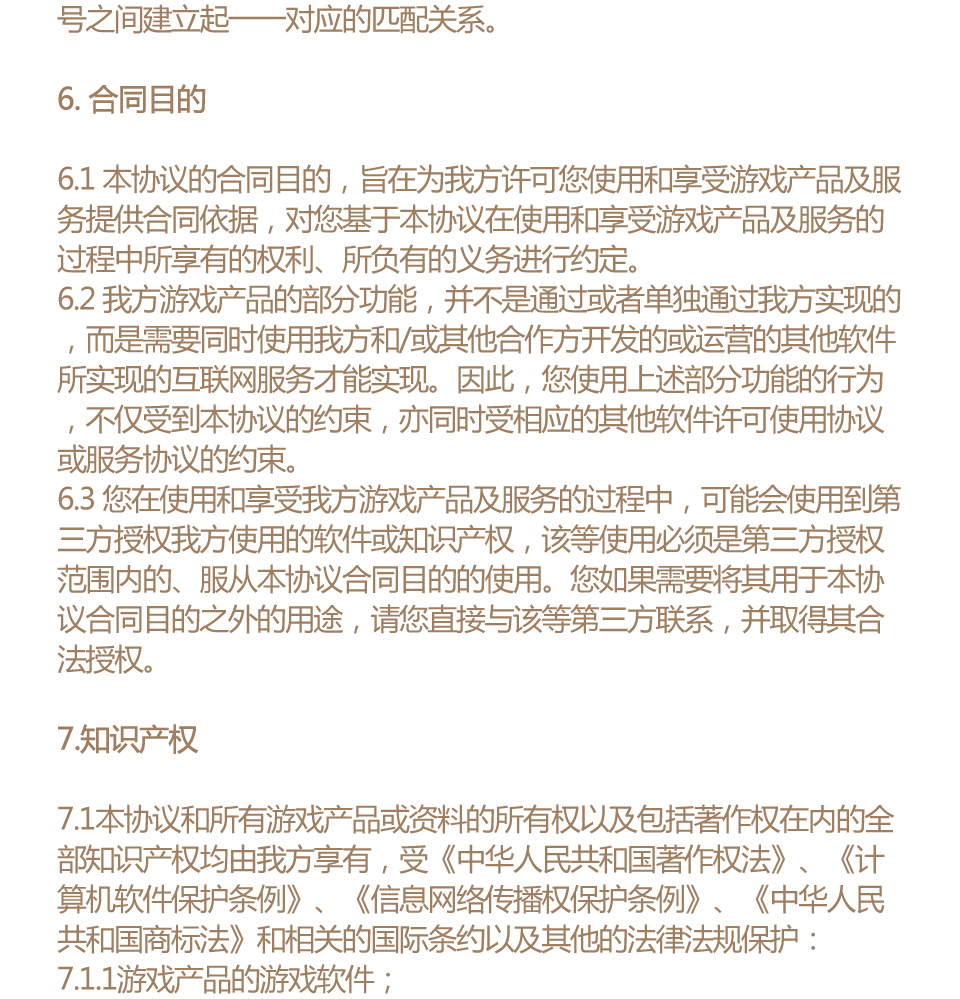 号之间建立起一一对应的匹配关系。
6. 合同目的
6.1 本协议的合同目的，旨在为我方许可您使用和享受游戏产品及服
务提供合同依据，对您基于本协议在使用和享受游戏产品及服务的
过程中所享有的权利、所负有的义务进行约定。
6.2 我方游戏产品的部分功能，并不是通过或者单独通过我方实现的
，而是需要同时使用我方和/或其他合作方开发的或运营的其他软件
所实现的互联网服务才能实现。因此，您使用上述部分功能的行为
，不仅受到本协议的约束，亦同时受相应的其他软件许可使用协议
或服务协议的约束。
6.3 您在使用和享受我方游戏产品及服务的过程中，可能会使用到第
三方授权我方使用的软件或知识产权，该等使用必须是第三方授权
范围内的、服从本协议合同目的的使用。您如果需要将其用于本协
议合同目的之外的用途，请您直接与该等第三方联系，并取得其合
法授权。
7.知识产权
7.1本协议和所有游戏产品或资料的所有权以及包括著作权在内的全
部知识产权均由我方享有，受《中华人民共和国著作权法》、《计
算机软件保护条例》、《信息网络传播权保护条例》、《中华人民
共和国商标法》和相关的国际条约以及其他的法律法规保护：
7.1.1游戏产品的游戏软件；